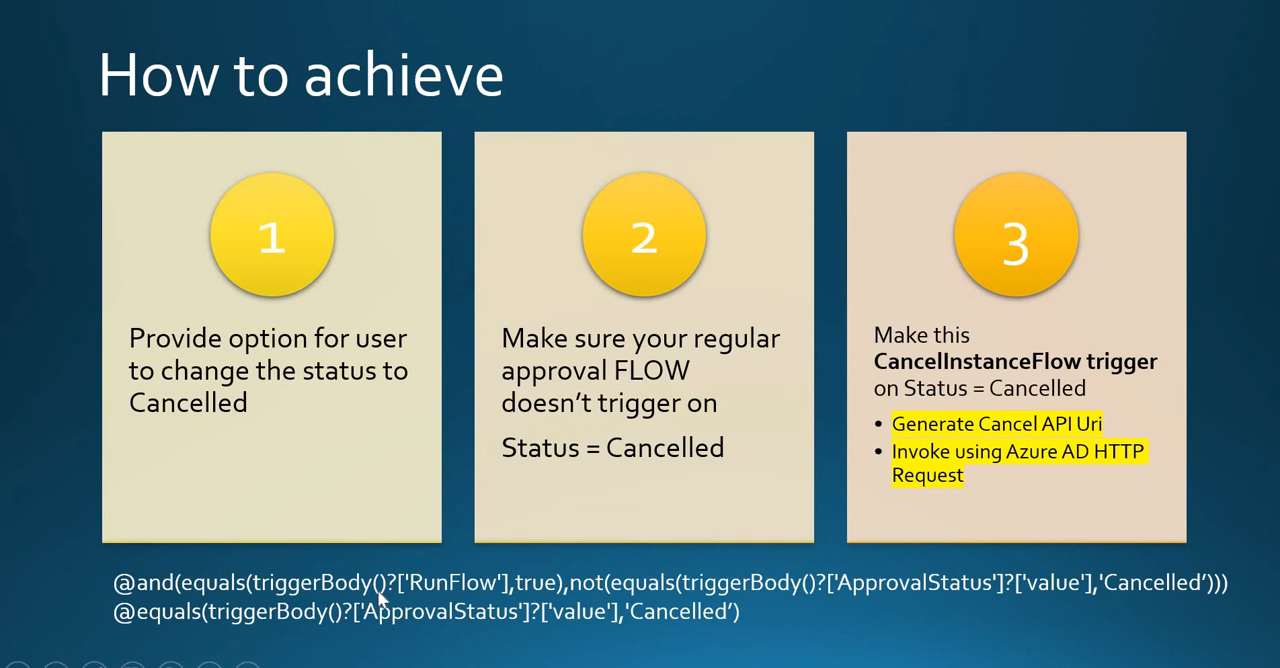 How to achieve
1
Provide option for user
to change the status to
Cancelled
2
Make sure your regular
approval FLOW
doesn’t trigger on
Status = Cancelled
3
Make this
CancelInstanceFlow trigger
on Status = Cancelled
• Generate Cancel API Uri
• Invoke using Azure AD HTTP
Request
@and(equals(triggerBody()?['RunFlow'],true),not(equals(triggerBody()?['ApprovalStatus']?['value'],'Cancelled’)))
@equals(triggerBody()?['ApprovalStatus']?['value'],'Cancelled’)